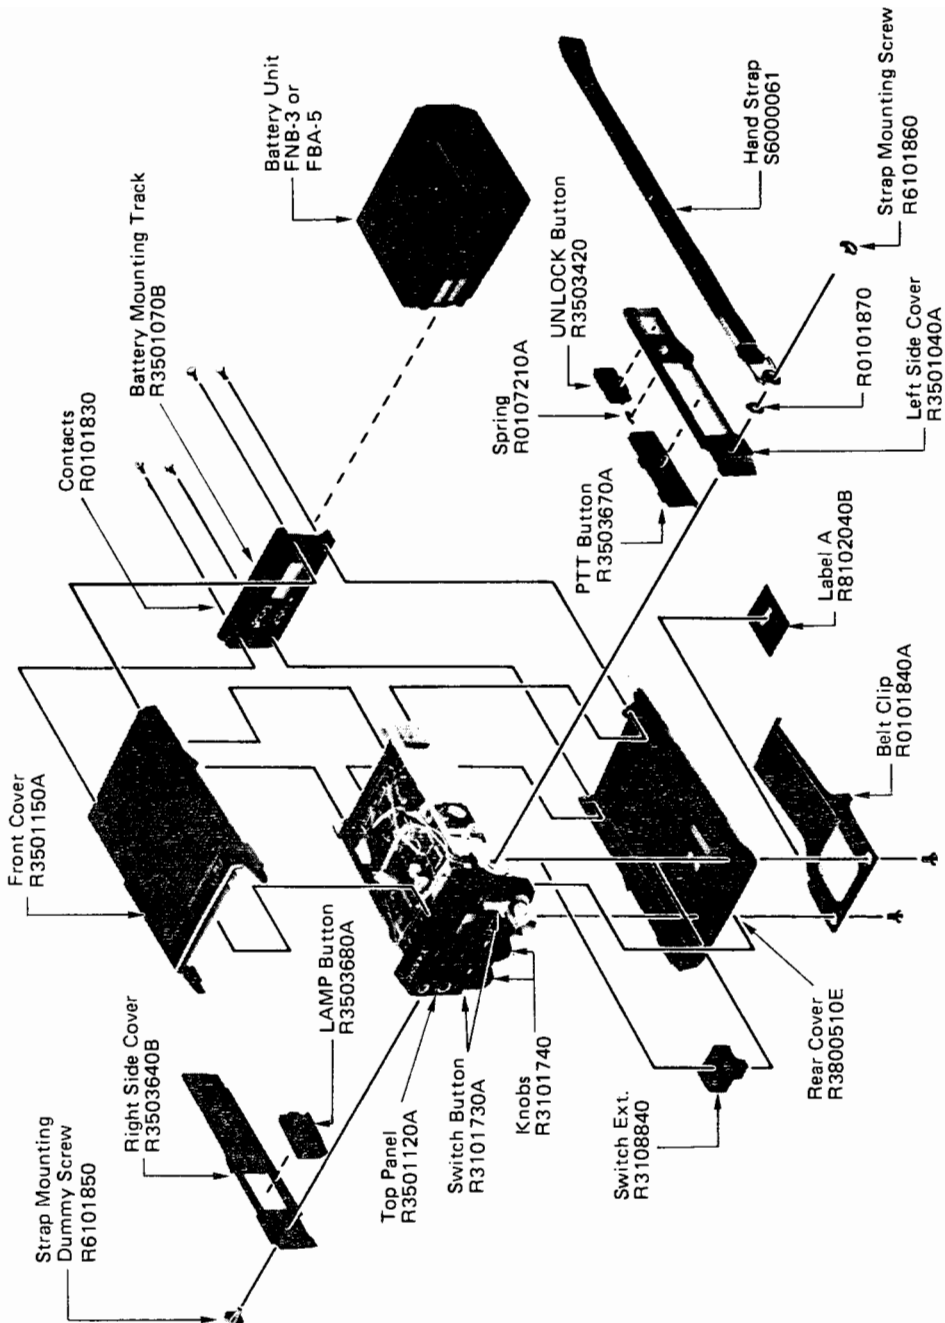 Strap Mounting
Dummy Screw
R6101850
Right Side Cover
R3503640B
LAMP Button
R3503680A
Front Cover
R3501150A
Contacts
R0101830
Battery Mounting Track
R3501070B
Battery Unit
FNB-3 or
FBA-5
Top Panel
R3501120A
Switch Button
R3101730A
Knobs
R3101740
Spring
R0107210A
UNLOCK Button
R3503420
PTT Button
R3503670A
Hand Strap
S6000061
Strap Mounting Screw
R6101860
R0101870
Left Side Cover
R3501040A
Switch Ext.
R3108840
Rear Cover
R3800510E
Belt Clip
R0101840A
Label A
R8102040B